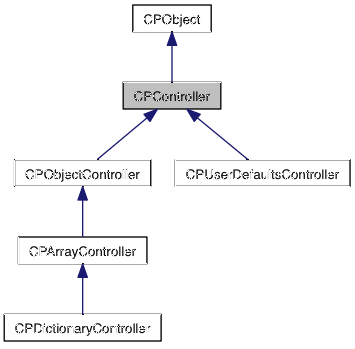 CPObject
CPController
CPObjectController
CPUserDefaultsController
CPArrayController
CPDictionaryController